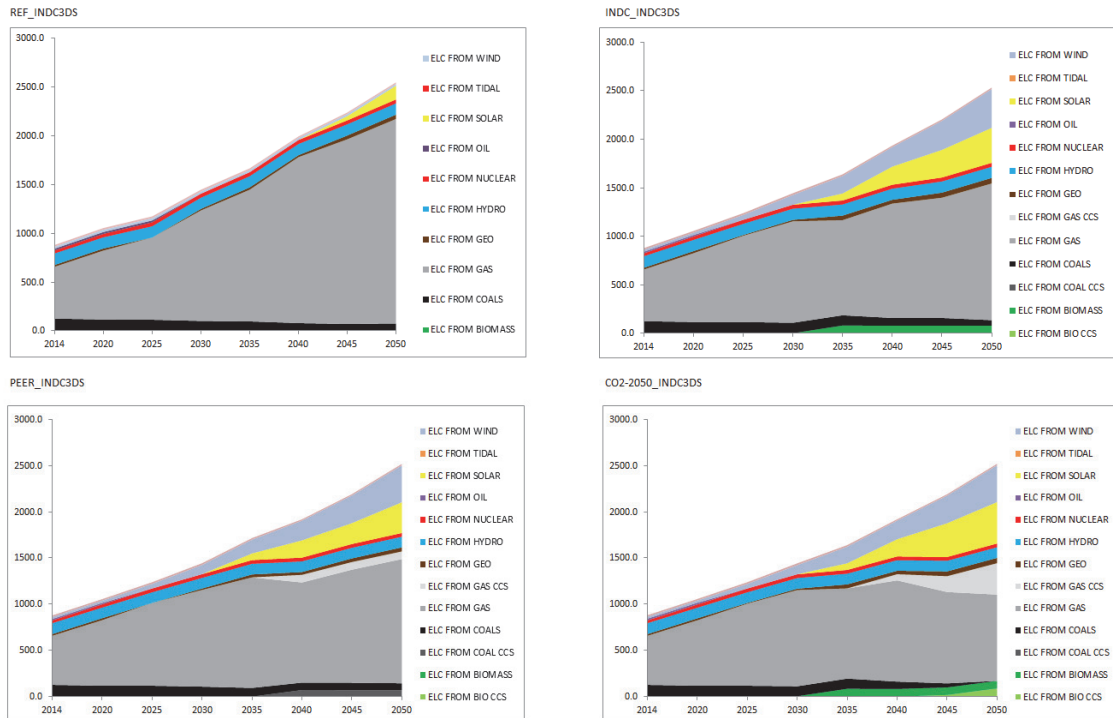 REF_INDC3DS
3000.0
2500.0
2000.0
1500.0
1000.0
500.0
0.0
2014 2020 2025 2030 2035 2040 2045 2050
ELC FROM WIND
ELC FROM TIDAL
ELC FROM SOLAR
ELC FROM OIL
ELC FROM NUCLEAR
ELC FROM HYDRO
ELC FROM GEO
ELC FROM GAS
ELC FROM COALS
ELC FROM BIOMASS
INDC_INDC3DS
3000.0
2500.0
2000.0
1500.0
1000.0
500.0
0.0
2014 2020 2025 2030 2035 2040 2045 2050
ELC FROM WIND
ELC FROM TIDAL
ELC FROM SOLAR
ELC FROM OIL
ELC FROM NUCLEAR
ELC FROM HYDRO
ELC FROM GEO
ELC FROM GAS CCS
ELC FROM GAS
ELC FROM COALS
ELC FROM COAL CCS
ELC FROM BIOMASS
ELC FROM BIO CCS
PEER_INDC3DS
3000.0
2500.0
2000.0
1500.0
1000.0
500.0
0.0
2014 2020 2025 2030 2035 2040 2045 2050
ELC FROM WIND
ELC FROM TIDAL
ELC FROM SOLAR
ELC FROM OIL
ELC FROM NUCLEAR
ELC FROM HYDRO
ELC FROM GEO
ELC FROM GAS CCS
ELC FROM GAS
ELC FROM COALS
ELC FROM COAL CCS
ELC FROM BIOMASS
ELC FROM BIO CCS
CO2-2050_INDC3DS
3000.0
2500.0
2000.0
1500.0
1000.0
500.0
0.0
2014 2020 2025 2030 2035 2040 2045 2050
ELC FROM WIND
ELC FROM TIDAL
ELC FROM SOLAR
ELC FROM OIL
ELC FROM NUCLEAR
ELC FROM HYDRO
ELC FROM GEO
ELC FROM GAS CCS
ELC FROM GAS
ELC FROM COALS
ELC FROM COAL CCS
ELC FROM BIOMASS
ELC FROM BIO CCS